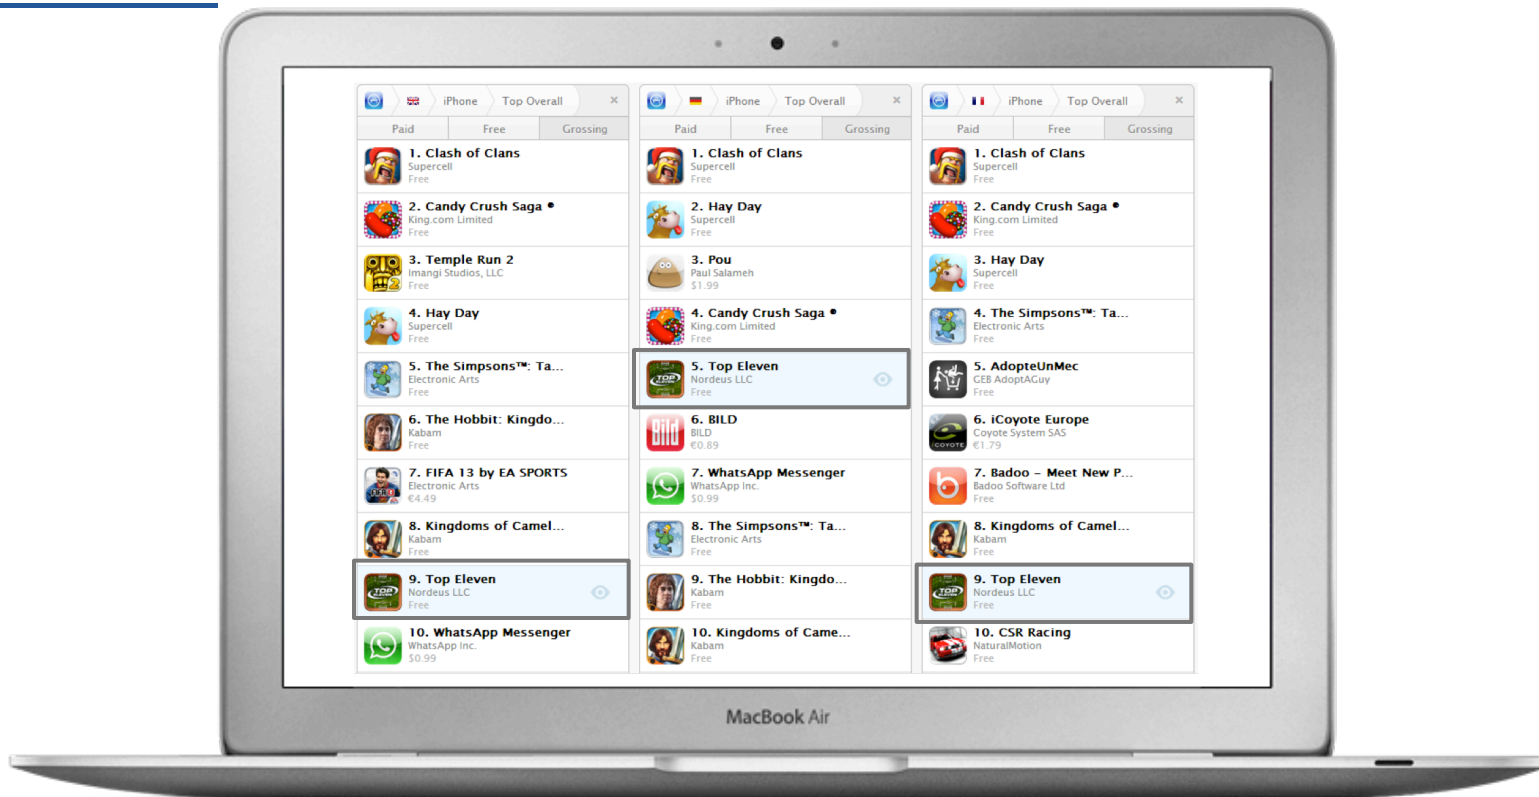 iPhone Top Overall ×
Paid Free Grossing
1. Clash of Clans
Supercell
Free
2. Candy Crush Saga
King.com Limited
Free
3. Temple Run 2
Imangi Studios, LLC
Free
4. Hay Day
Supercell
Free
5. The Simpsons™: Ta...
Electronic Arts
Free
6. The Hobbit: Kingdo...
Kabam
Free
7. FIFA 13 by EA SPORTS
Electronic Arts
€4.49
8. Kingdoms of Camel...
Kabam
Free
TOP
ELEVEN
9. Top Eleven
Nordeus LLC
Free
10. WhatsApp Messenger
WhatsApp Inc.
$0.99
iPhone Top Overall ×
Paid Free Grossing
1. Clash of Clans
Supercell
Free
2. Hay Day
Supercell
Free
3. Pou
Paul Salameh
$1.99
4. Candy Crush Saga
King.com Limited
Free
TOP
ELEVEN
5. Top Eleven
Nordeus LLC
Free
Bild
6. BILD
BILD
€0.89
7. WhatsApp Messenger
WhatsApp Inc.
$0.99
8. The Simpsons™: Ta...
Electronic Arts
Free
9. The Hobbit: Kingdo...
Kabam
Free
10. Kingdoms of Came...
Kabam
Free
iPhone Top Overall ×
Paid Free Grossing
1. Clash of Clans
Supercell
Free
2. Candy Crush Saga
King.com Limited
Free
3. Hay Day
Supercell
Free
4. The Simpsons™: Ta...
Electronic Arts
Free
5. AdopteUnMec
GEB AdoptAGuy
Free
COYOTE
6. iCoyote Europe
Coyote System SAS
€1.79
b
7. Badoo – Meet New P...
Badoo Software Ltd
Free
8. Kingdoms of Camel...
Kabam
Free
TOP
ELEVEN
9. Top Eleven
Nordeus LLC
Free
10. CSR Racing
NaturalMotion
Free
MacBook Air